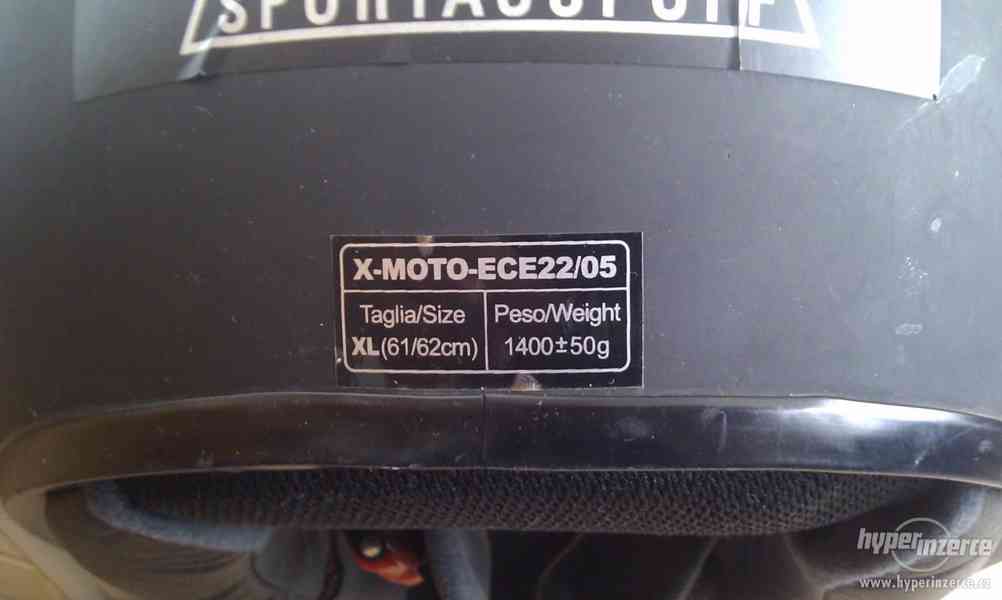 X-MOTO-ECE22/05
Taglia/Size
Peso/Weight
XL(61/62cm)
1400±50g
hyperinzerce
www.hyperinzerce.cz